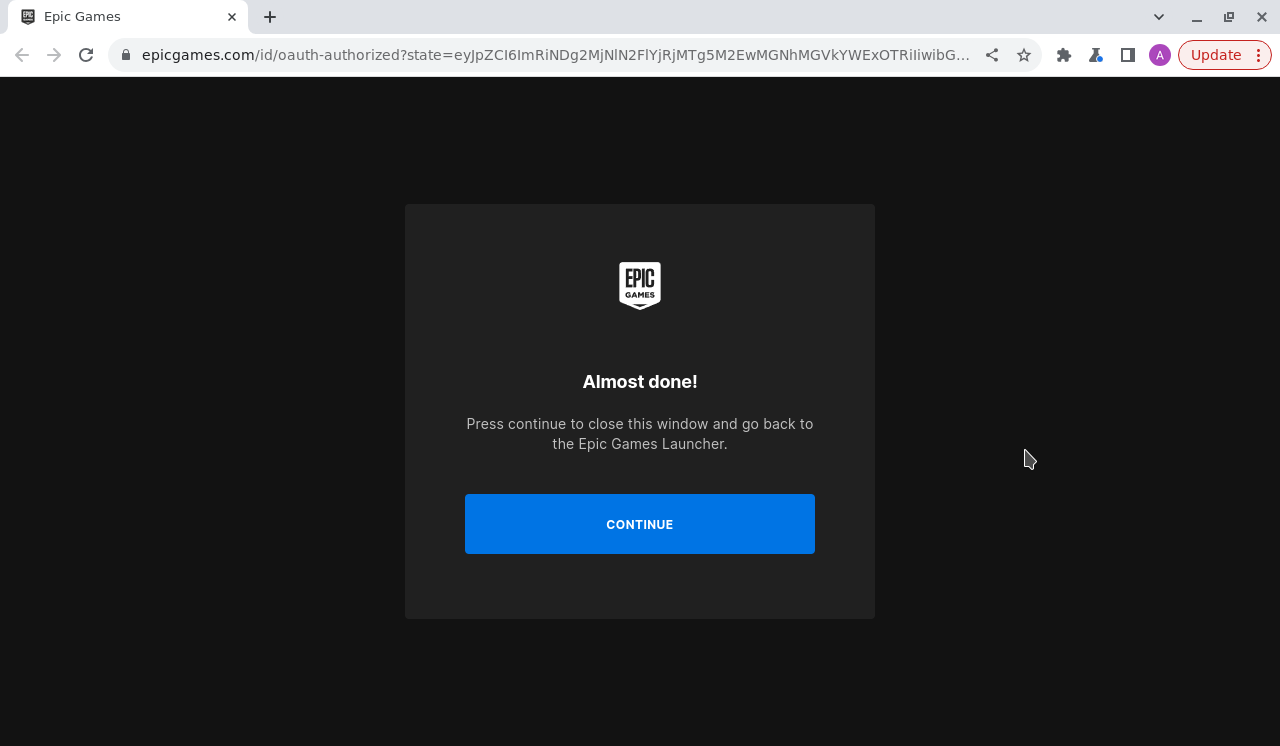 Epic Games
epicgames.com/id/oauth-authorized?state=eyJpZCI6ImRiNDg2MjNlN2FlYjRjMTg5M2EwMGNhMGVkYWExOTRiIiwibG...
A
Update
EPIC
GAMES
Almost done!
Press continue to close this window and go back to
the Epic Games Launcher.
CONTINUE